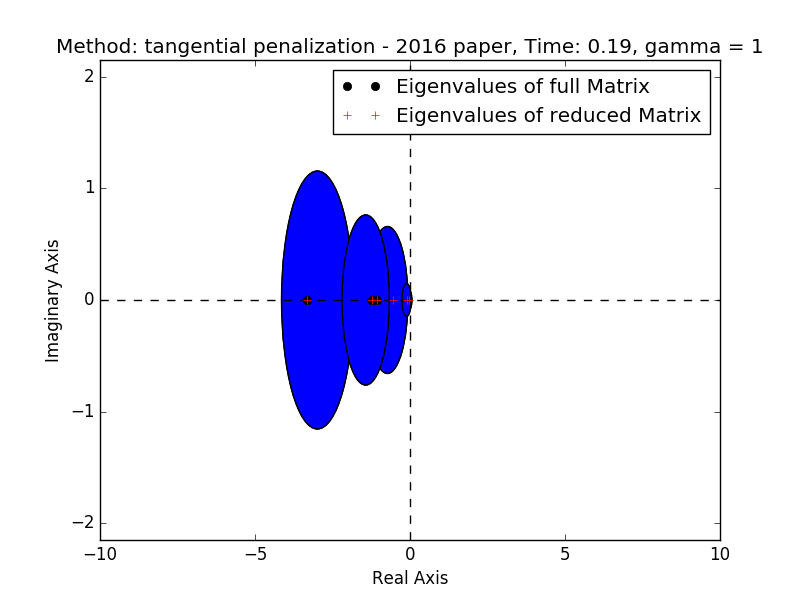 Method: tangential penalization - 2016 paper, Time: 0.19, gamma = 1
Eigenvalues of full Matrix
Eigenvalues of reduced Matrix
2
1
0
−1
−2
Imaginary Axis
−10 −5 0 5 10
Real Axis